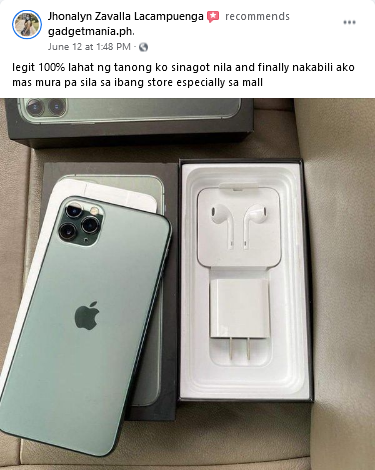 Jhonalyn Zavalla Lacampuenga recommends
gadgetmania.ph.
June 12 at 1:48 PM ·
legit 100% lahat ng tanong ko sinagot nila and finally nakabili ako
mas mura pa sila sa ibang store especially sa mall